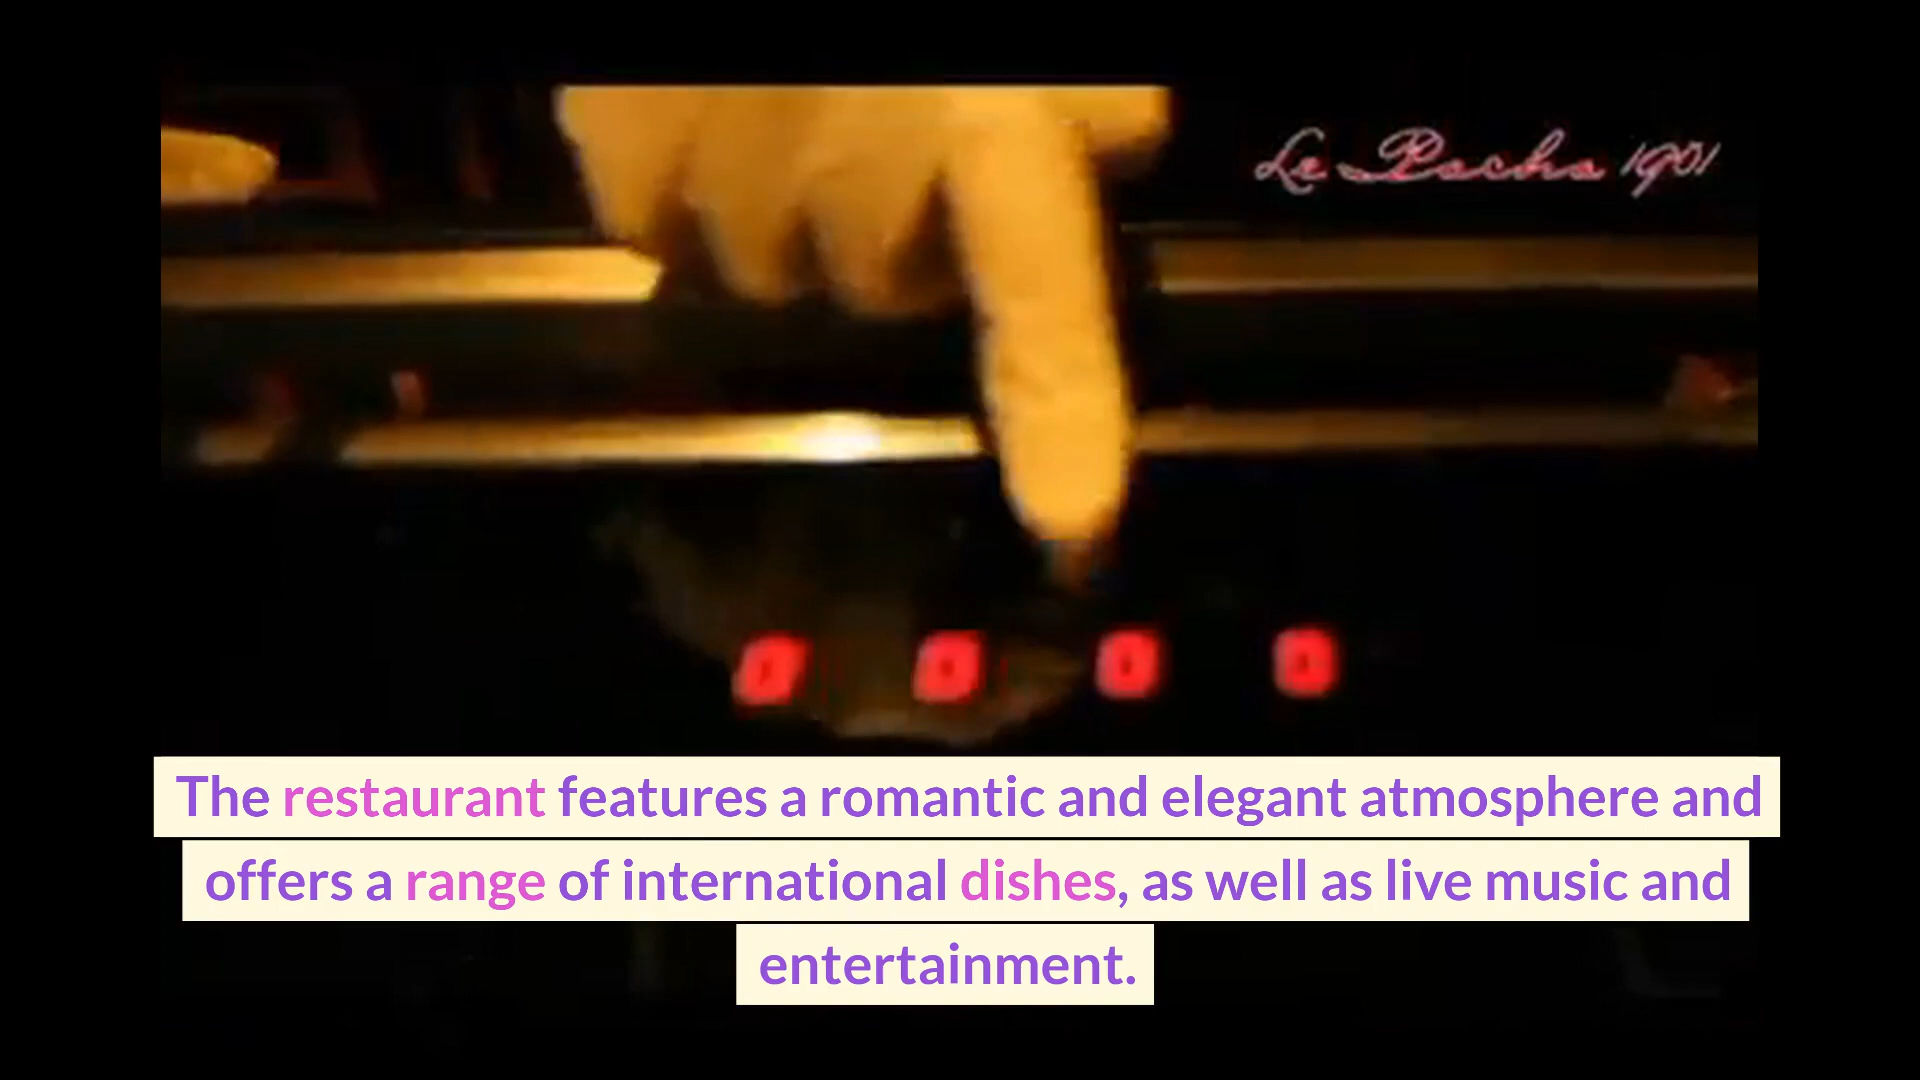 Le Pacha 1901
The restaurant features a romantic and elegant atmosphere and
offers a range of international dishes, as well as live music and
entertainment.